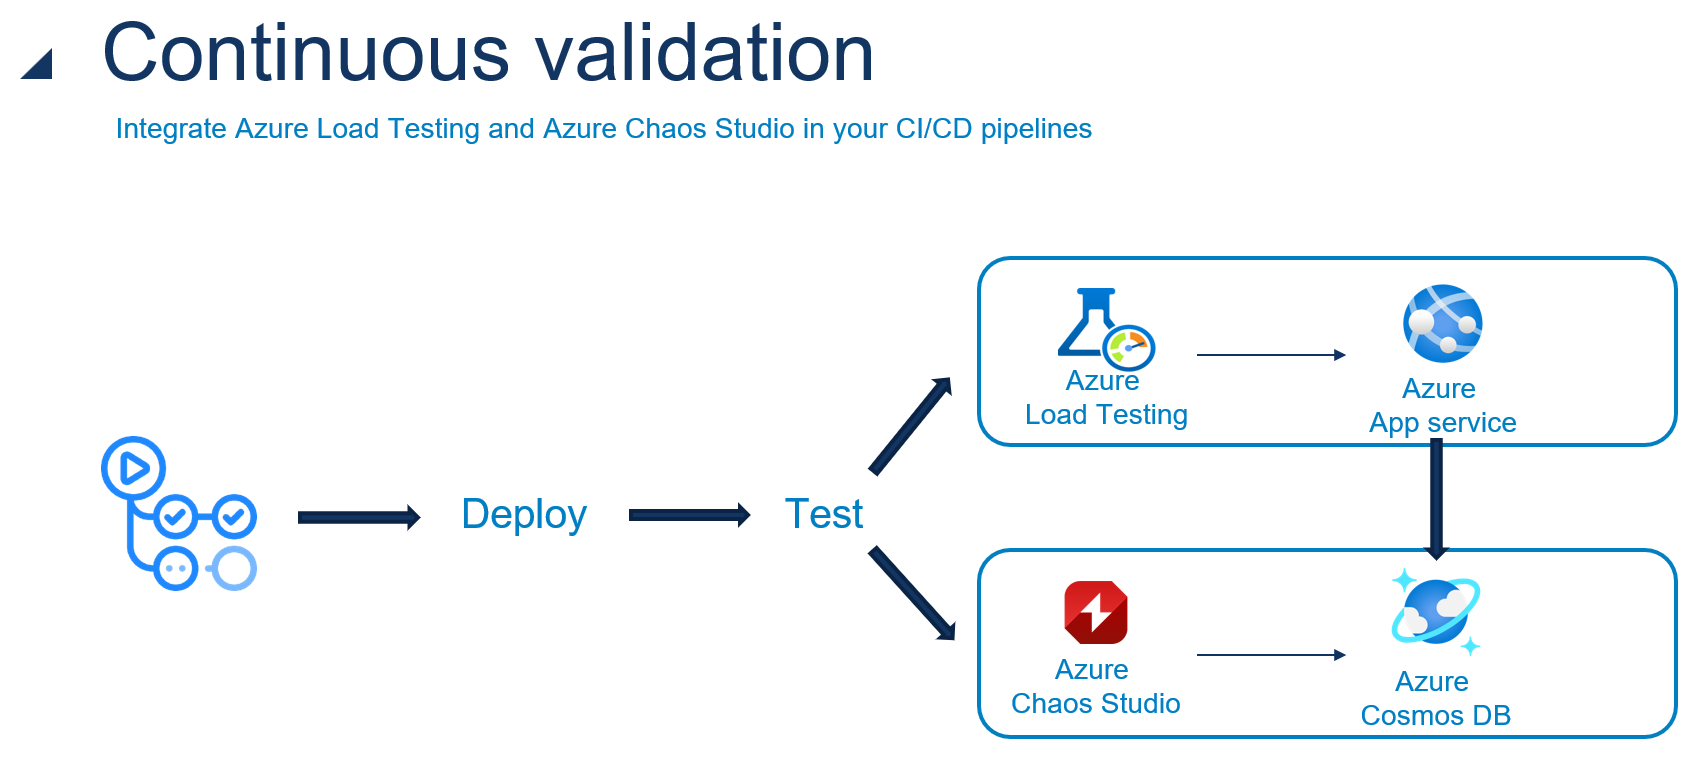 Continuous validation
Integrate Azure Load Testing and Azure Chaos Studio in your CI/CD pipelines
Deploy
Test
Azure
Load Testing
Azure
App service
Azure
Chaos Studio
Azure
Cosmos DB